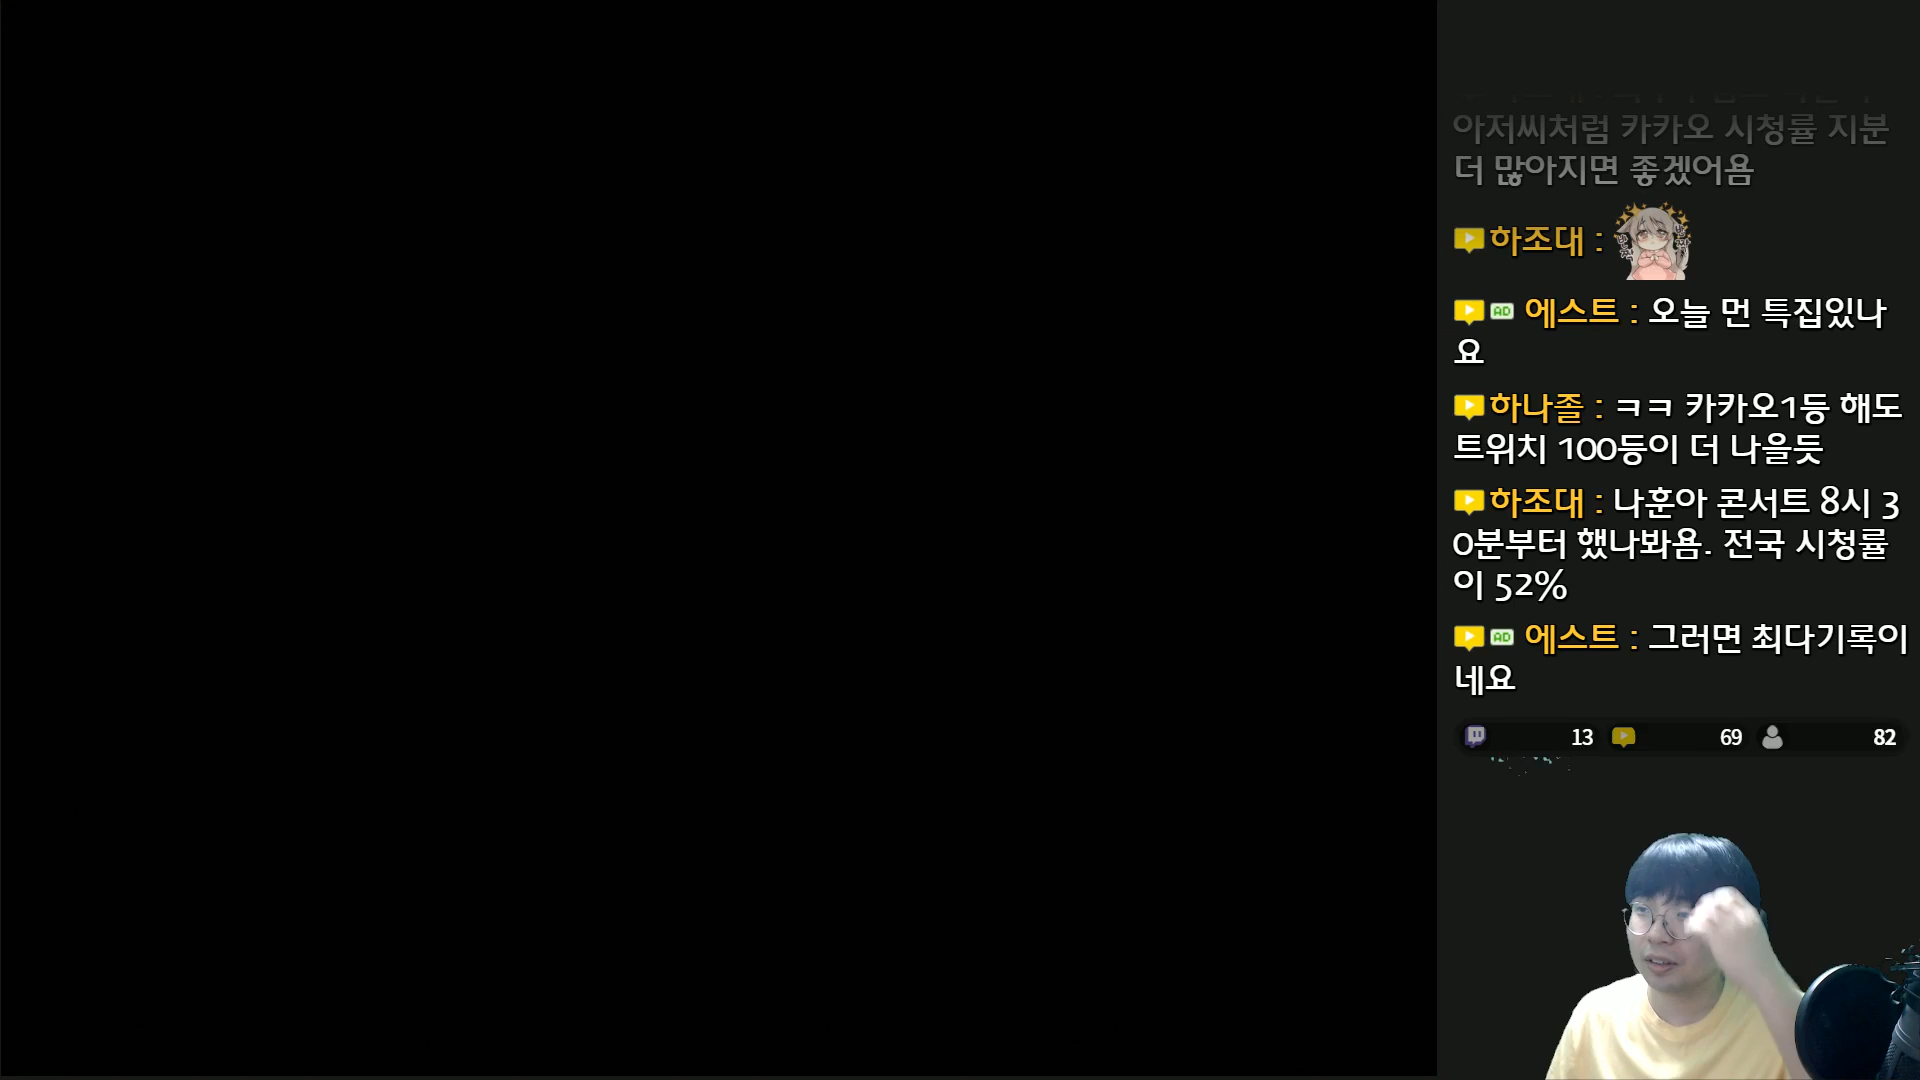 아저씨처럼 카카오 시청률 지분
더 많아지면 좋겠어욤
하조대 :
AD 에스트 : 오늘 먼 특집있나
요
하나졸 : ㅋㅋ 카카오1등 해도
트위치 100등이 더 나을듯
하조대 : 나훈아 콘서트 8시 3
0분부터 했나봐욤. 전국 시청률
이 52%
AD 에스트 : 그러면 최다기록이
네요
13 69 82